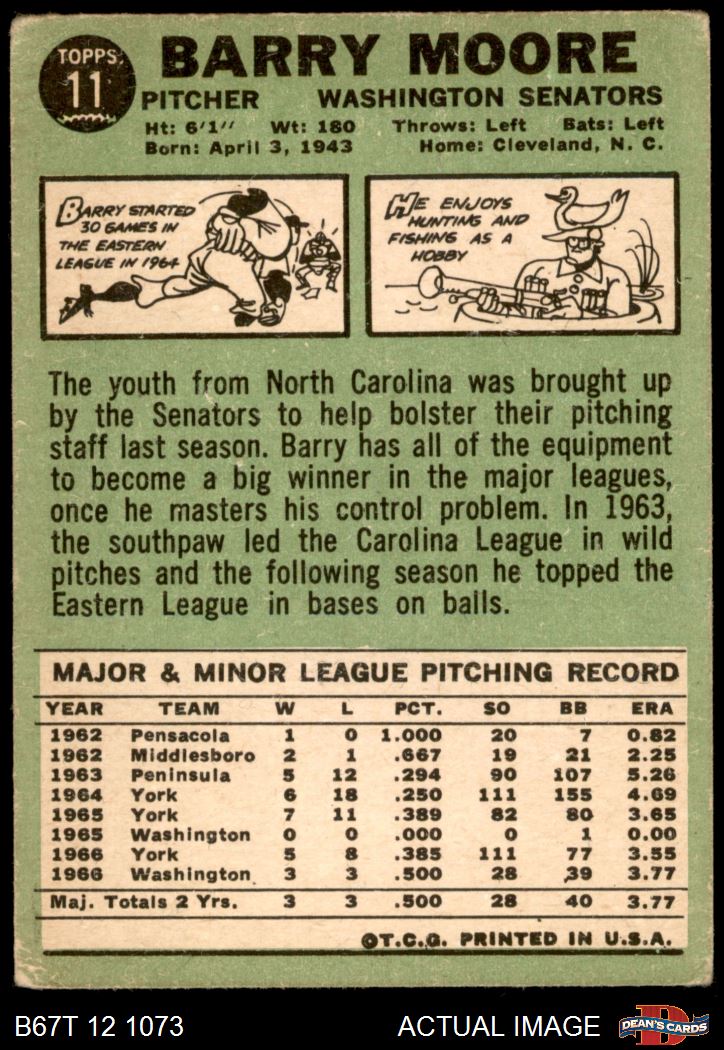 TOPPS
11
BARRY MOORE
PITCHER WASHINGTON SENATORS
Ht: 6'1" Wt: 180 Throws: Left Bats: Left
Born: April 3, 1943 Home: Cleveland, N. C.
BARRY STARTED
30 GAMES IN
THE EASTERN
LEAGUE IN 1964
HE ENJOYS
HUNTING AND
FISHING AS A
HOBBY
The youth from North Carolina was brought up
by the Senators to help bolster their pitching
staff last season. Barry has all of the equipment
to become a big winner in the major leagues,
once he masters his control problem. In 1963,
the southpaw led the Carolina League in wild
pitches and the following season he topped the
Eastern League in bases on balls.
MAJOR & MINOR LEAGUE PITCHING RECORD
YEAR TEAM W L PCT. SO BB ERA
1962 Pensacola 1 0 1.000 20 7 0.82
1962 Middlesboro 2 1 .667 19 21 2.25
1963 Peninsula 5 12 .294 90 107 5.26
1964 York 6 18 .250 111 155 4.69
1965 York 7 11 .389 82 80 3.65
1965 Washington 0 0 .000 0 1 0.00
1966 York 5 8 .385 111 77 3.55
1966 Washington 3 3 .500 28 39 3.77
Maj. Totals 2 Yrs. 3 3 .500 28 40 3.77
©T.C.G. PRINTED IN U.S.A.
B67T 12 1073 ACTUAL IMAGE
D
DEAN'S CARDS